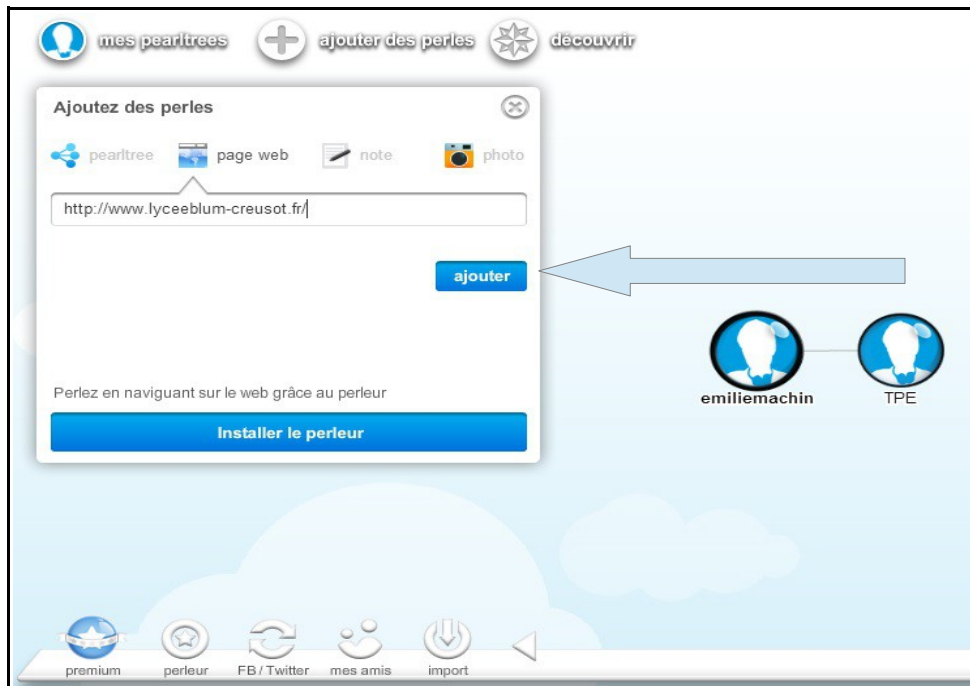 mes pearltrees ajouter des perles découvrir
Ajoutez des perles
pearltree page web note photo
http://www.lyceeblum-creusot.fr/
ajouter
emiliemachin TPE
Perlez en naviguant sur le web grâce au perleur
Installer le perleur
premium perleur FB / Twitter mes amis import